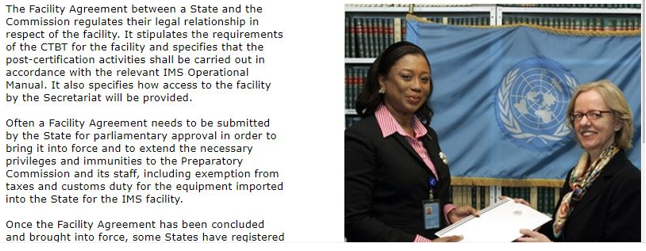 The Facility Agreement between a State and the
Commission regulates their legal relationship in
respect of the facility. It stipulates the requirements
of the CTBT for the facility and specifies that the
post-certification activities shall be carried out in
accordance with the relevant IMS Operational
Manual. It also specifies how access to the facility
by the Secretariat will be provided.
Often a Facility Agreement needs to be submitted
by the State for parliamentary approval in order to
bring it into force and to extend the necessary
privileges and immunities to the Preparatory
Commission and its staff, including exemption from
taxes and customs duty for the equipment imported
into the State for the IMS facility.
Once the Facility Agreement has been concluded
and brought into force, some States have registered